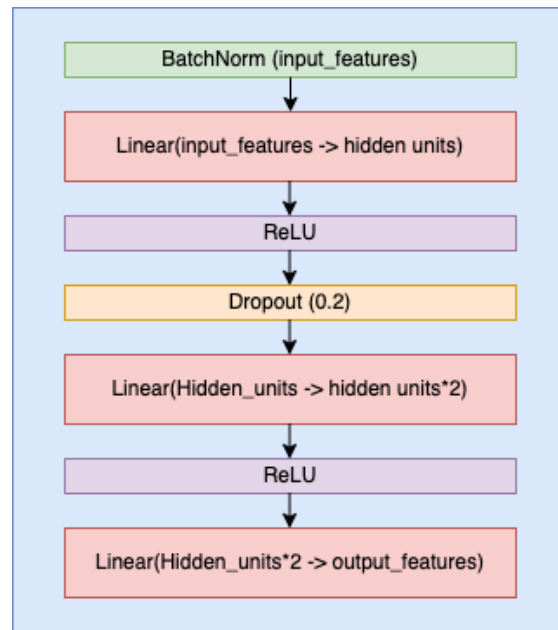 BatchNorm (input_features)
Linear(input_features -> hidden units)
ReLU
Dropout (0.2)
Linear(Hidden_units -> hidden units*2)
ReLU
Linear(Hidden_units*2 -> output_features)